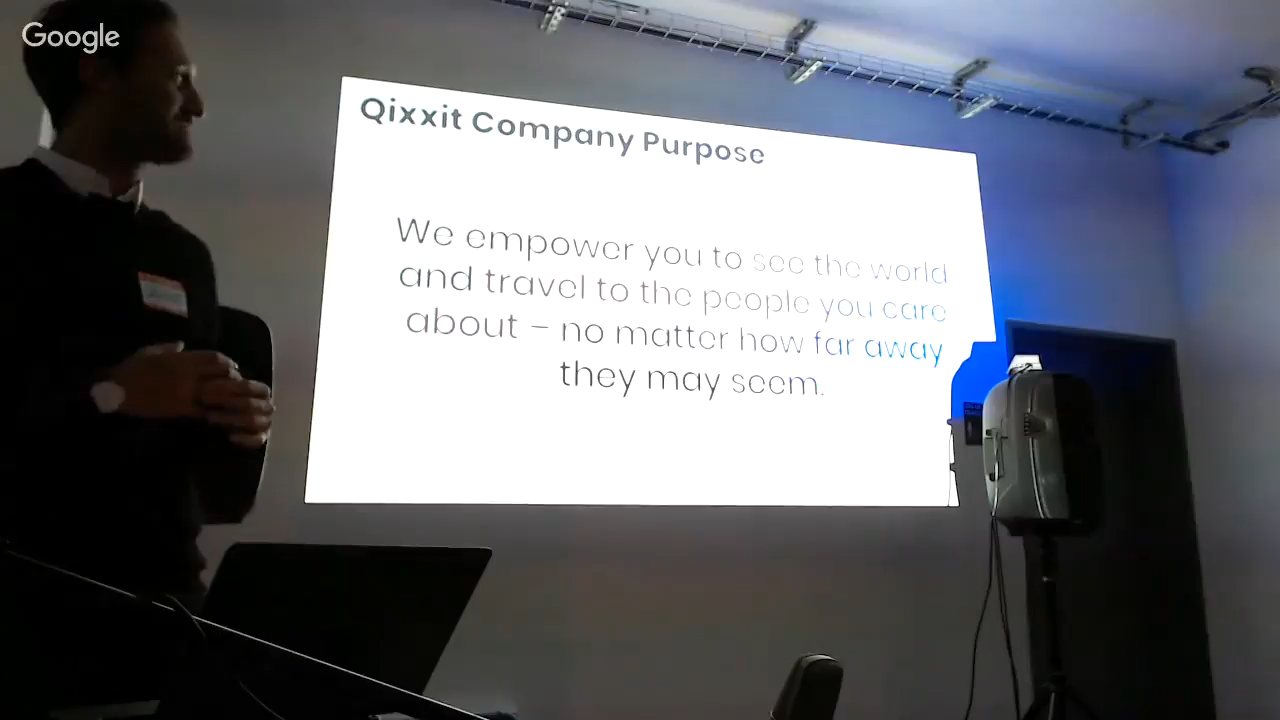 Google
Qixxit Company Purpose
We empower you to see the world
and travel to the people you care
about – no matter how far away
they may seem.